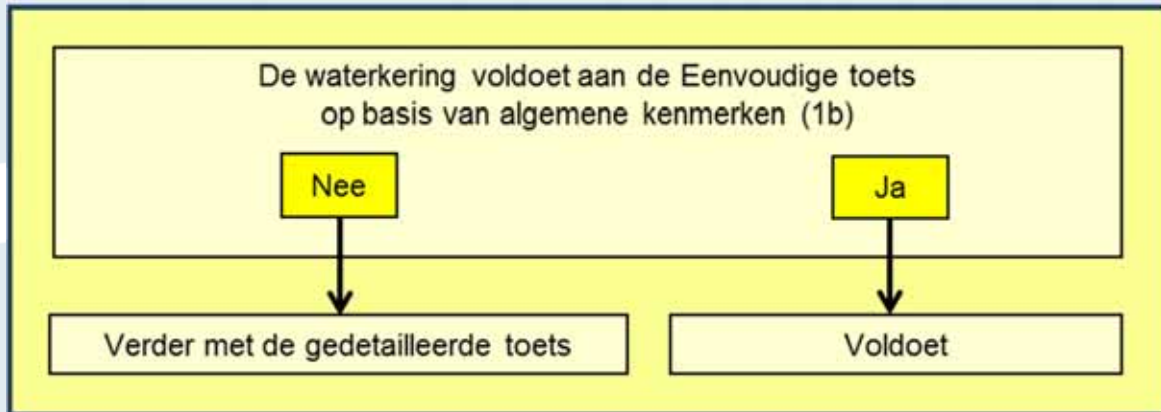 De waterkering voldoet aan de Eenvoudige toets
op basis van algemene kenmerken (1b)
Nee
Ja
Verder met de gedetailleerde toets
Voldoet